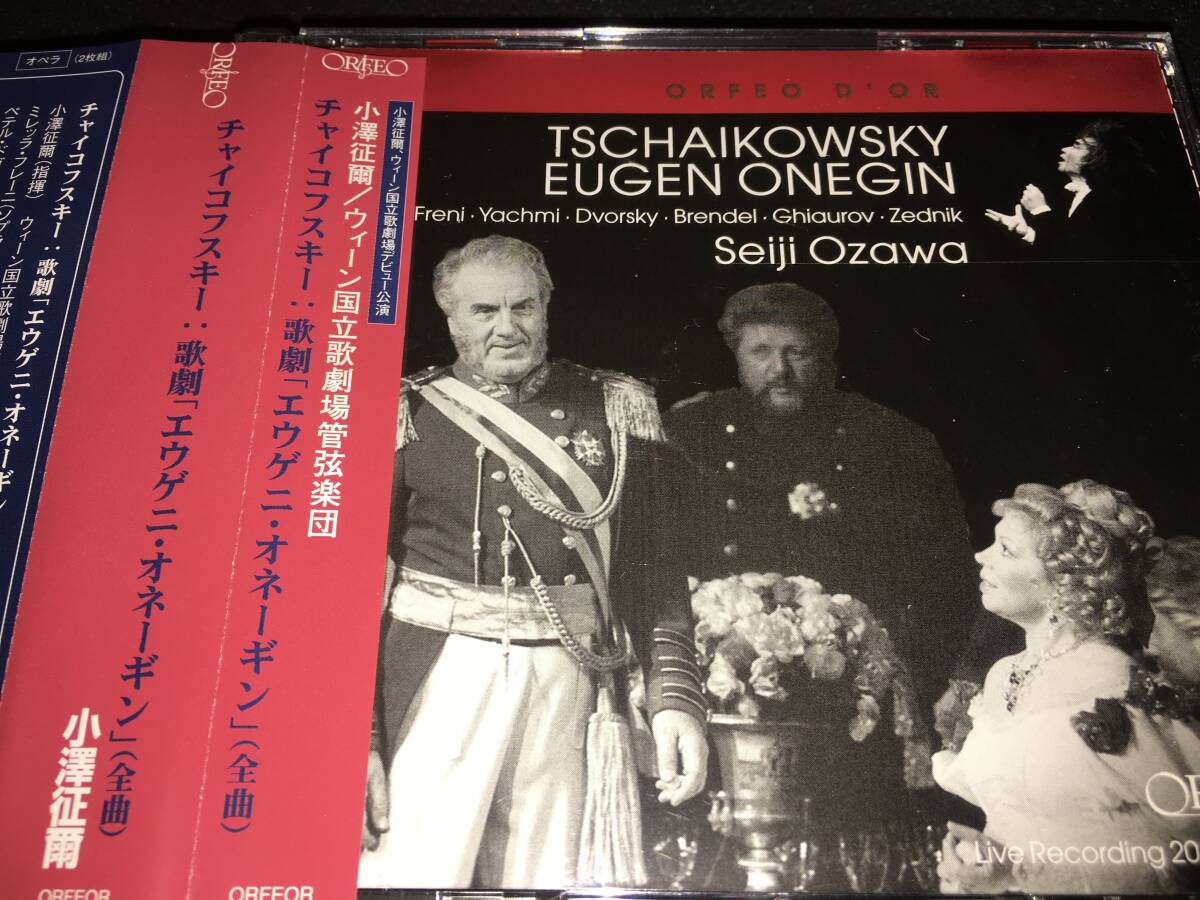 オペラ (2枚組)
チャイコフスキー:歌劇「エウゲニ・オネーギン
小澤征爾(指揮) ウィーン国立歌劇場
ミレッラ・フレーニ(ソプラ
ORFEO
チャイコフスキー:歌劇「エウゲニ・オネーギン」(全曲)
小澤征爾
ORFEOR
ORFEO
小澤征爾、ウィーン国立歌劇場デビュー公演
小澤征爾/ウィーン国立歌劇場管弦楽団
チャイコフスキー:歌劇「エウゲニ・オネーギン」(全曲)
ORFEOR
ORFEO D'OR
TSCHAIKOWSKY
EUGEN ONEGIN
Freni · Yachmi · Dvorsky · Brendel · Ghiaurov · Zednik
Seiji Ozawa
Live Recording 20